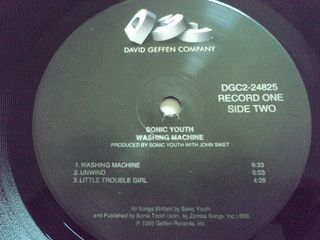 DGC
DAVID GEFFEN COMPANY
DGC2-24825
RECORD ONE
SIDE TWO
SONIC YOUTH
WASHING MACHINE
PRODUCED BY SONIC YOUTH WITH JOHN SIKET
1. WASHING MACHINE 9:33
2. UNWIND 6:03
3. LITTLE TROUBLE GIRL 4:28
All Songs Written by Sonic Youth
and Published by Sonik Tooth (adm. by Zomba Songs, Inc.) BMI.
℗ 1995 Geffen Records, Inc.